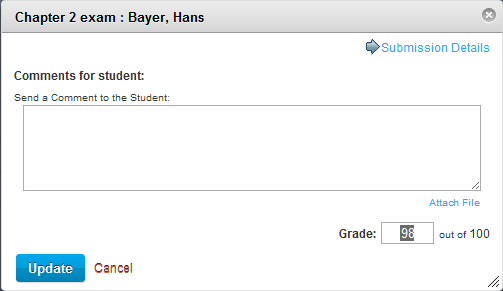 Chapter 2 exam : Bayer, Hans
Submission Details
Comments for student:
Send a Comment to the Student:
Attach File
Grade: 98 out of 100
Update Cancel